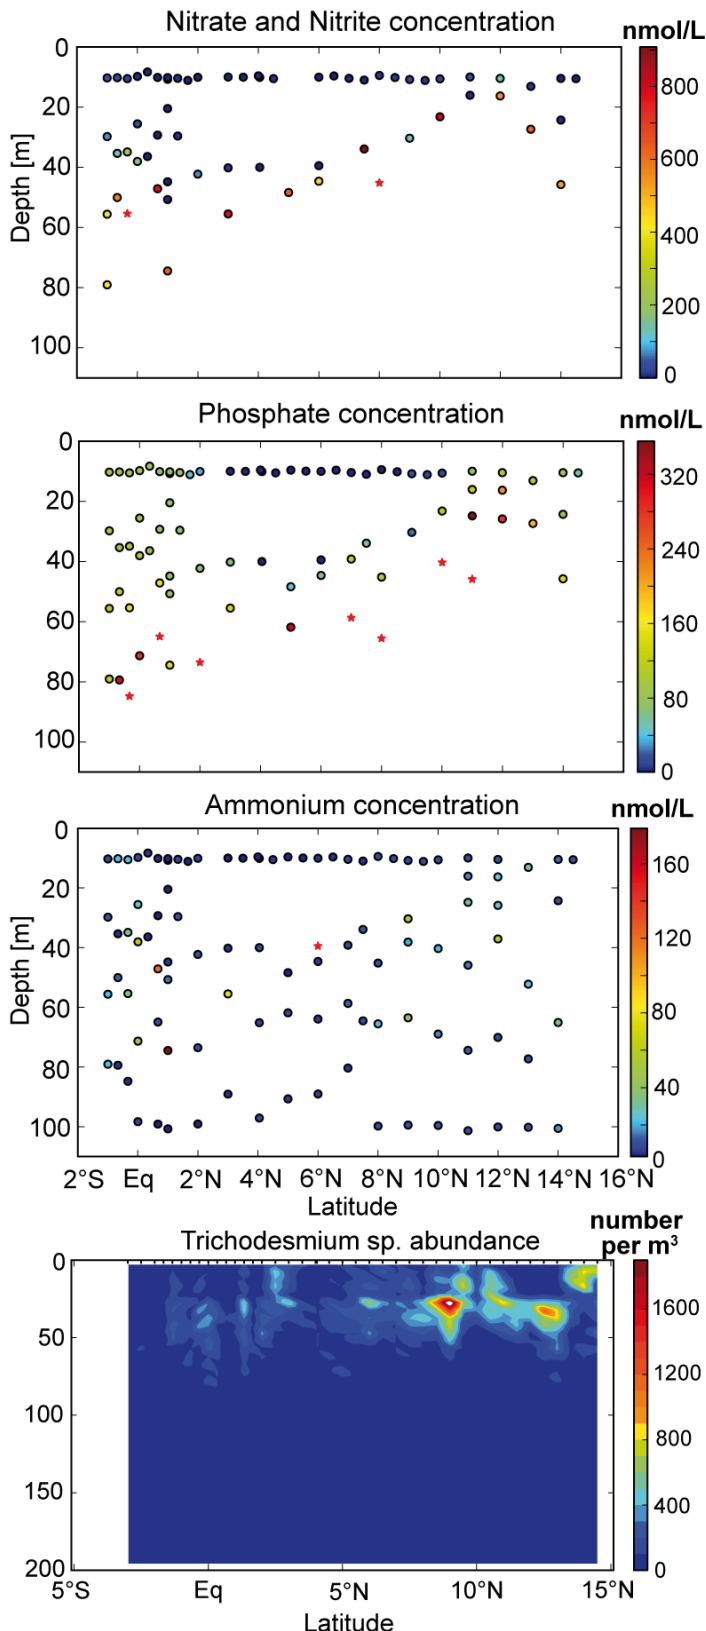 Nitrate and Nitrite concentration
nmol/L
0
20
40
60
80
100
Depth [m]
800
600
400
200
0
Phosphate concentration
nmol/L
0
20
40
60
80
100
320
240
160
80
0
Ammonium concentration
nmol/L
0
20
40
60
80
100
Depth [m]
160
120
80
40
0
2°S Eq 2°N 4°N 6°N 8°N 10°N 12°N 14°N 16°N
Latitude
Trichodesmium sp. abundance
number
per m³
0
50
100
150
200
1600
1200
800
400
0
5°S Eq 5°N 10°N 15°N
Latitude